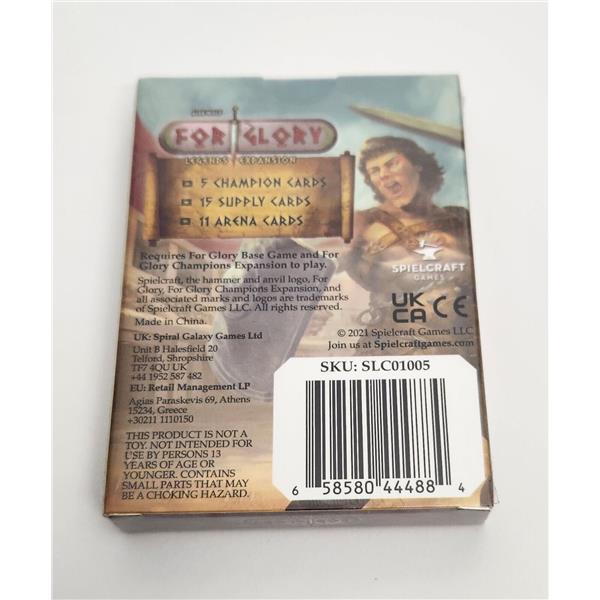 FOR GLORY
LEGENDS EXPANSION
5 CHAMPION CARDS
15 SUPPLY CARDS
11 ARENA CARDS
Requires For Glory Base Game and For
Glory Champions Expansion to play.
Spielcraft, the hammer and anvil logo, For
Glory, For Glory Champions Expansion, and
all associated marks and logos are trademarks
of Spielcraft Games LLC. All rights reserved.
Made in China.
SPIELCRAFT
GAMES
UK
CA CE
UK: Spiral Galaxy Games Ltd
Unit B Halesfield 20
Telford, Shropshire
TF7 4QU UK
+44 1952 587 482
EU: Retail Management LP
Agias Paraskevis 69, Athens
15234, Greece
+30211 1110150
© 2021 Spielcraft Games LLC
Join us at Spielcraftgames.com
THIS PRODUCT IS NOT A
TOY. NOT INTENDED FOR
USE BY PERSONS 13
YEARS OF AGE OR
YOUNGER. CONTAINS
SMALL PARTS THAT MAY
BE A CHOKING HAZARD.
SKU: SLC01005
6 58580 44488 4